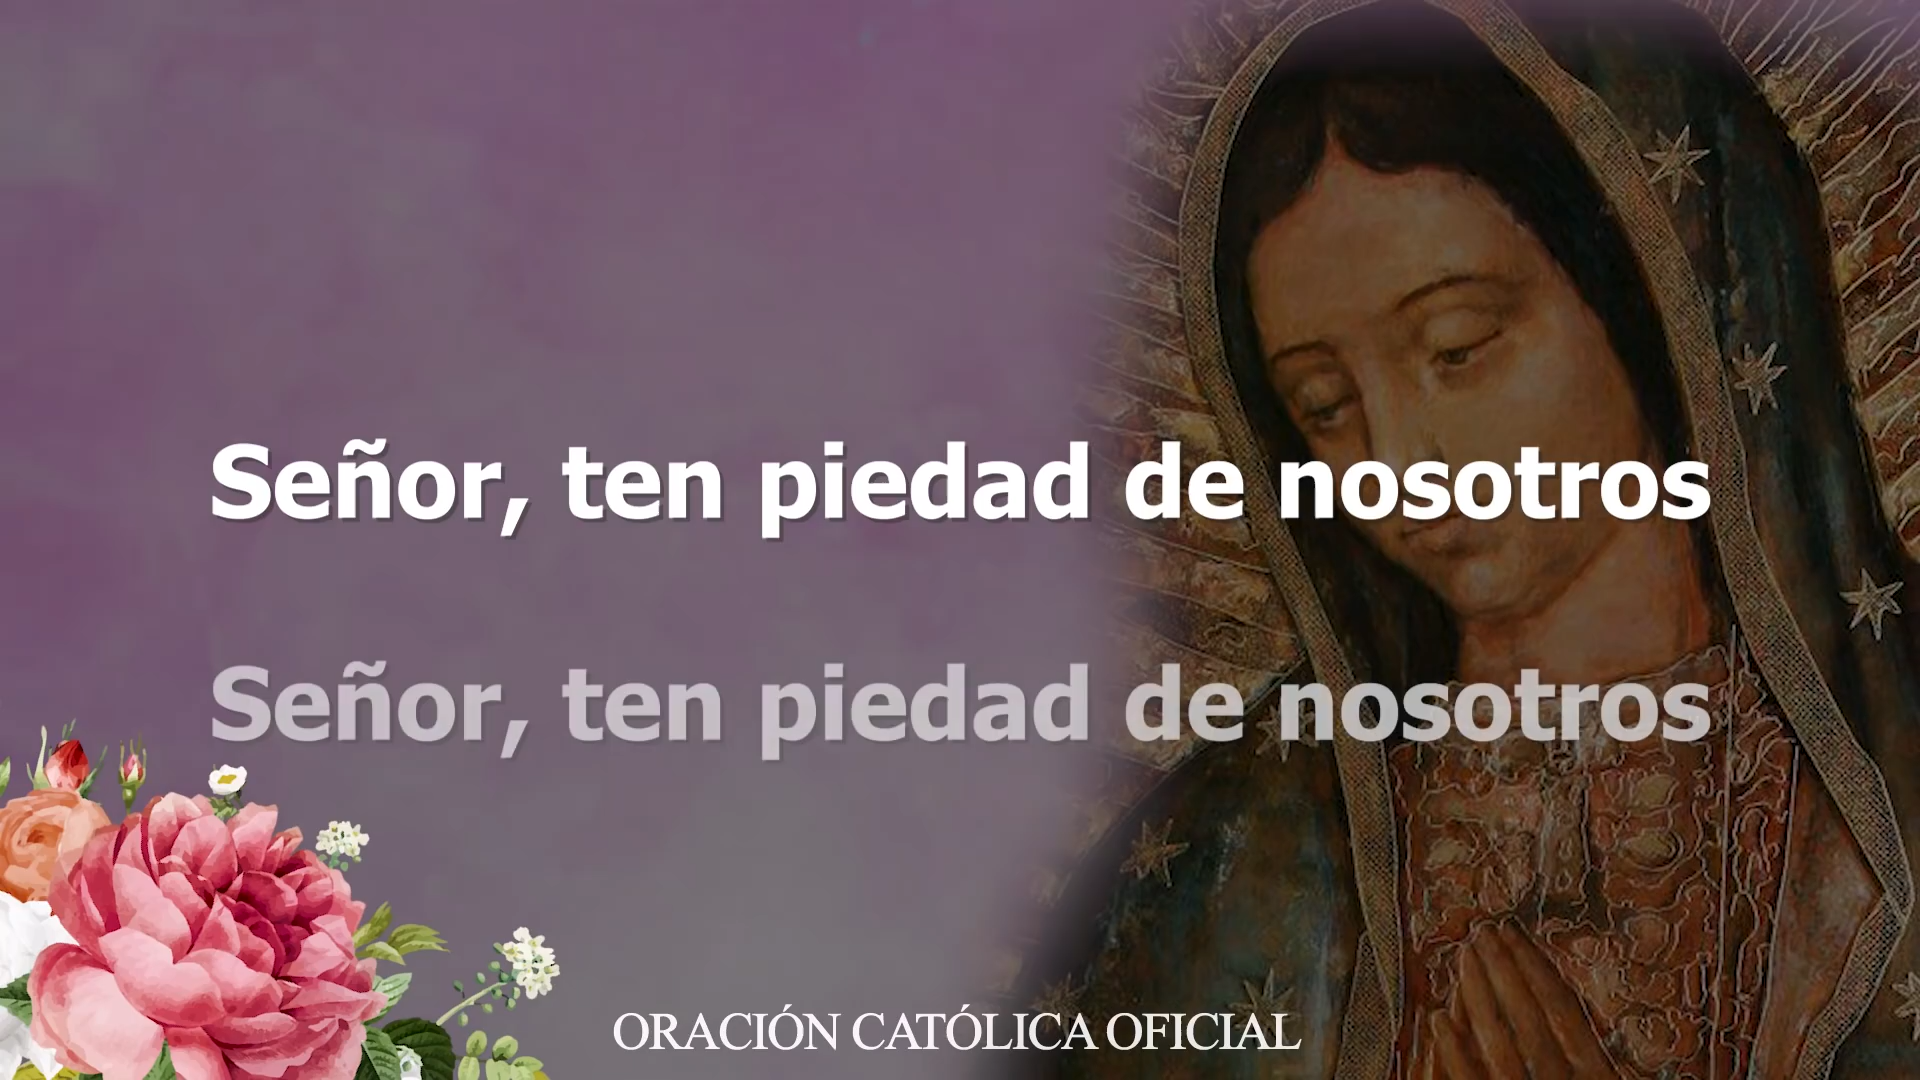 Señor, ten piedad de nosotros
Señor, ten piedad de nosotros
ORACIÓN CATÓLICA OFICIAL